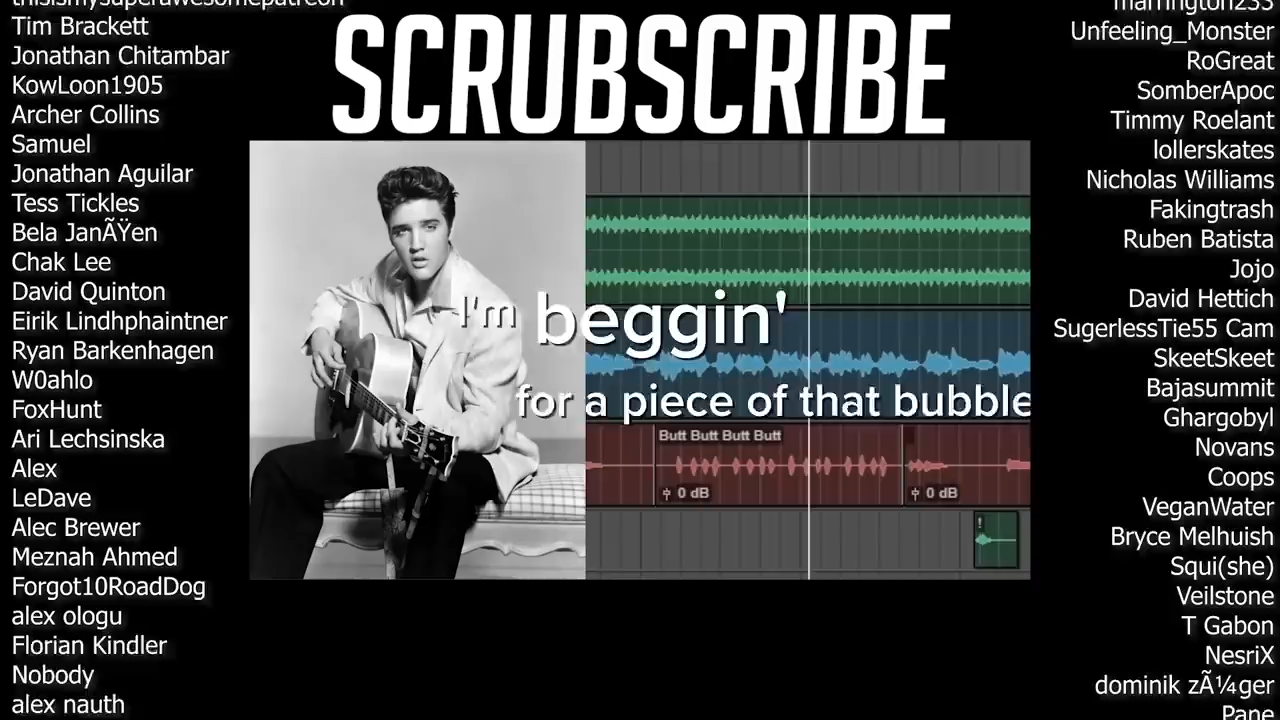 thisismysuperawesomepatreon
Tim Brackett
Jonathan Chitambar
KowLoon1905
Archer Collins
Samuel
Jonathan Aguilar
Tess Tickles
Bela JanÃŸen
Chak Lee
David Quinton
Eirik Lindhphaintner
Ryan Barkenhagen
W0ahlo
FoxHunt
Ari Lechsinska
Alex
LeDave
Alec Brewer
Meznah Ahmed
Forgot10RoadDog
alex ologu
Florian Kindler
Nobody
alex nauth
SCRUBSCRIBE
I'm beggin'
for a piece of that bubble
Butt Butt Butt Butt
0 dB
0 dB
!
Unfeeling_Monster
RoGreat
SomberApoc
Timmy Roelant
lollerskates
Nicholas Williams
Fakingtrash
Ruben Batista
Jojo
David Hettich
SugerlessTie55 Cam
SkeetSkeet
Bajasummit
Ghargobyl
Novans
Coops
VeganWater
Bryce Melhuish
Squi(she)
Veilstone
T Gabon
NesriX
dominik zÃ¼ger